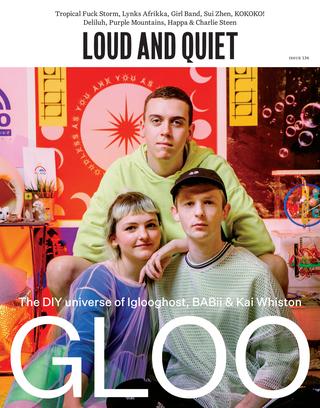 Tropical Fuck Storm, Lynks Afrikka, Girl Band, Sui Zhen, KOKOKO!
Deliluh, Purple Mountains, Happa & Charlie Steen
LOUD AND QUIET
ISSUE 136
The DIY universe of Iglooghost, BABii & Kai Whiston
GLOO